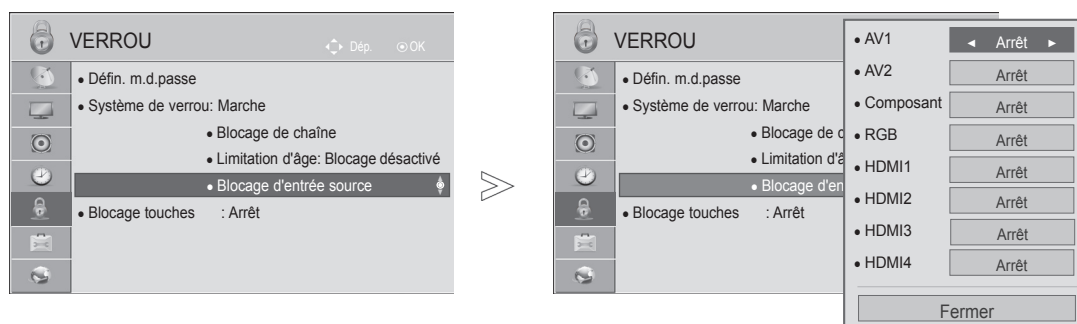 VERROU
Dép. OK
• Défin. m.d.passe
• Système de verrou: Marche
• Blocage de chaîne
• Limitation d'âge: Blocage désactivé
• Blocage d'entrée source
• Blocage touches : Arrêt
VERROU
• Défin. m.d.passe
• Système de verrou: Marche
• Blocage de c
• Limitation d'â
• Blocage d'en
• Blocage touches : Arrêt
• AV1 ◄ Arrêt ►
• AV2 Arrêt
• Composant Arrêt
• RGB Arrêt
• HDMI1 Arrêt
• HDMI2 Arrêt
• HDMI3 Arrêt
• HDMI4 Arrêt
Fermer